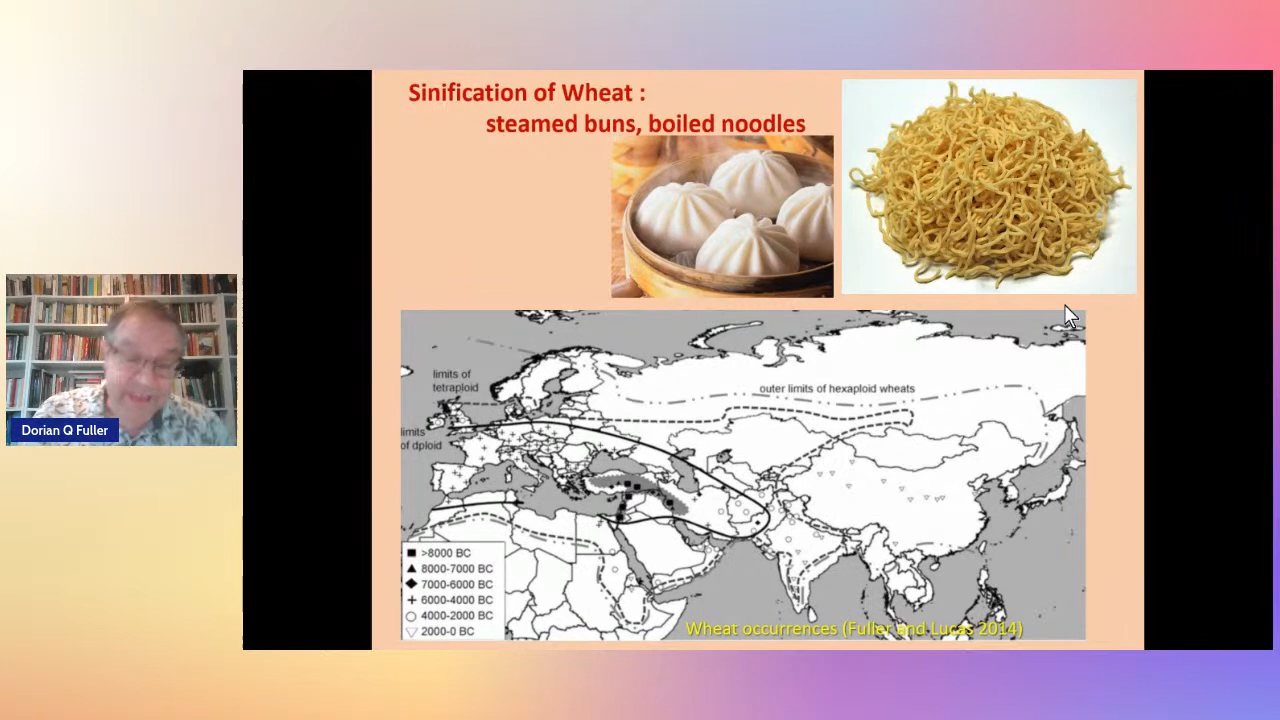 Sinification of Wheat :
steamed buns, boiled noodles
limits of
tetraploid
outer limits of hexaploid wheats
limits
of dploid
Dorian Q Fuller
>8000 BC
8000-7000 BC
7000-6000 BC
6000-4000 BC
4000-2000 BC
2000-0 BC
Wheat occurrences (Fuller and Lucas 2014)